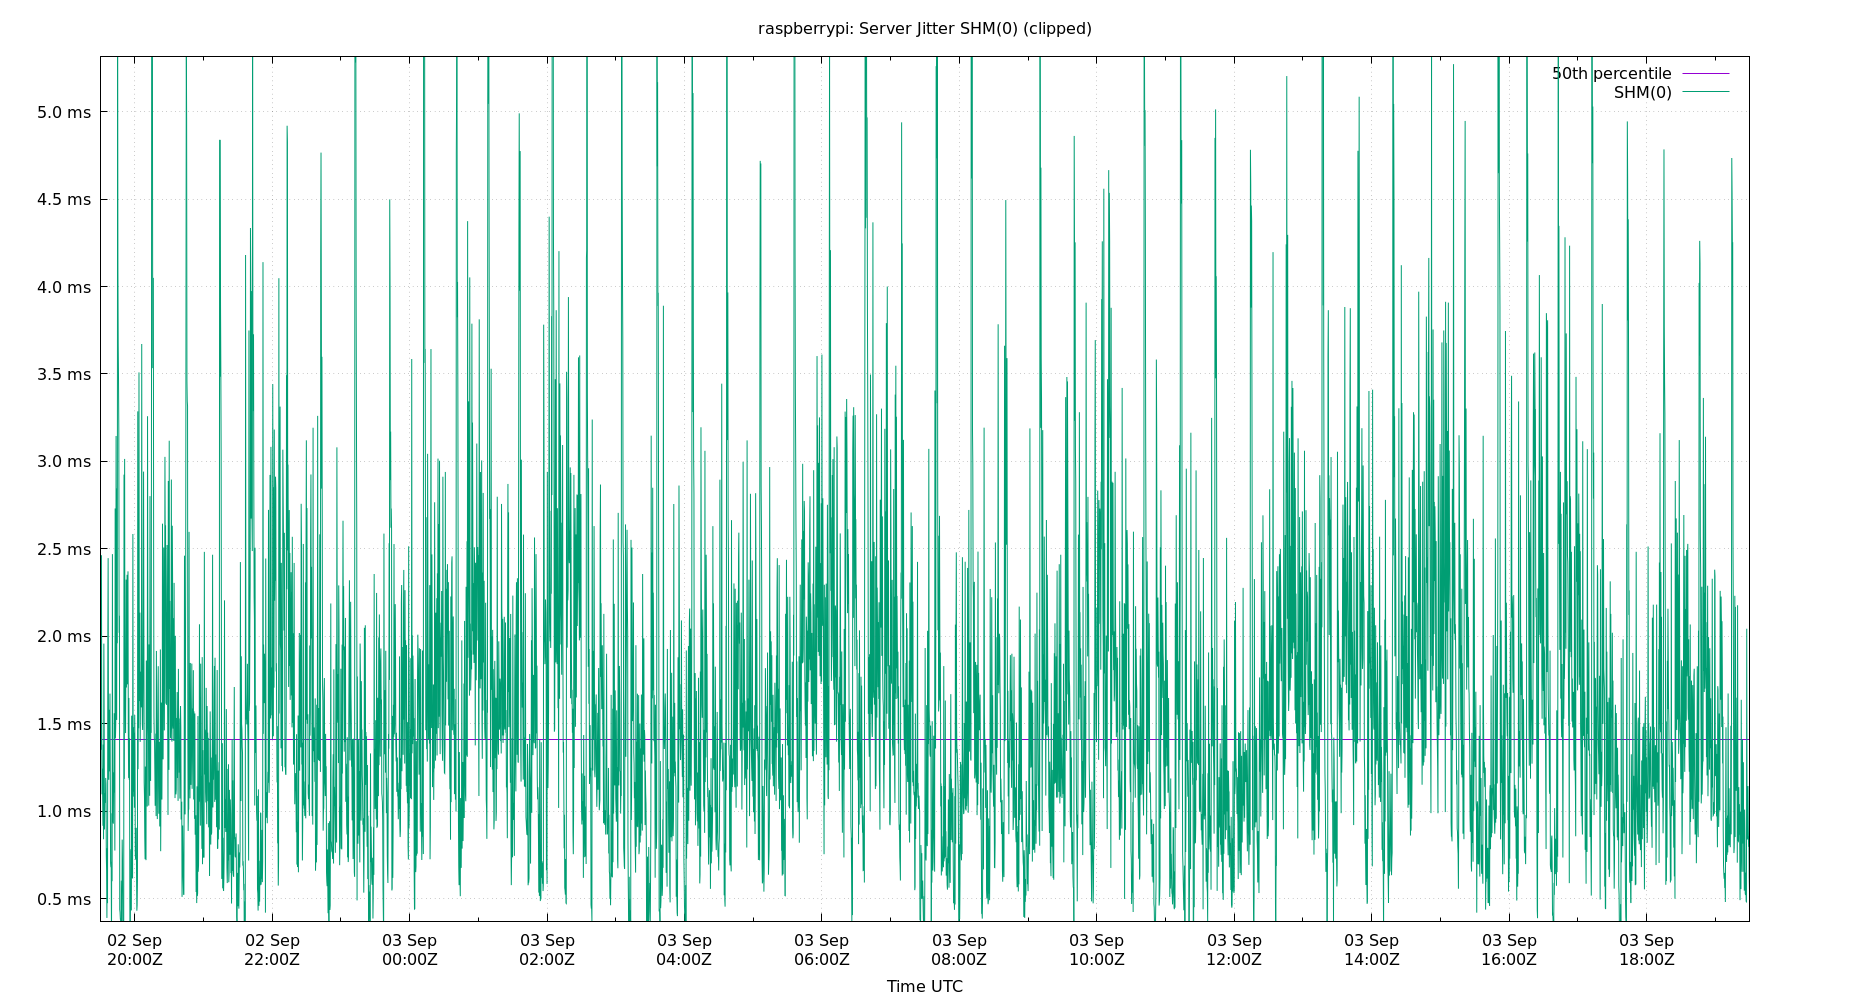 raspberrypi: Server Jitter SHM(0) (clipped)
50th percentile
SHM(0)
5.0 ms
4.5 ms
4.0 ms
3.5 ms
3.0 ms
2.5 ms
2.0 ms
1.5 ms
1.0 ms
0.5 ms
02 Sep 02 Sep 03 Sep 03 Sep 03 Sep 03 Sep 03 Sep 03 Sep 03 Sep 03 Sep 03 Sep 03 Sep
20:00Z 22:00Z 00:00Z 02:00Z 04:00Z 06:00Z 08:00Z 10:00Z 12:00Z 14:00Z 16:00Z 18:00Z
Time UTC